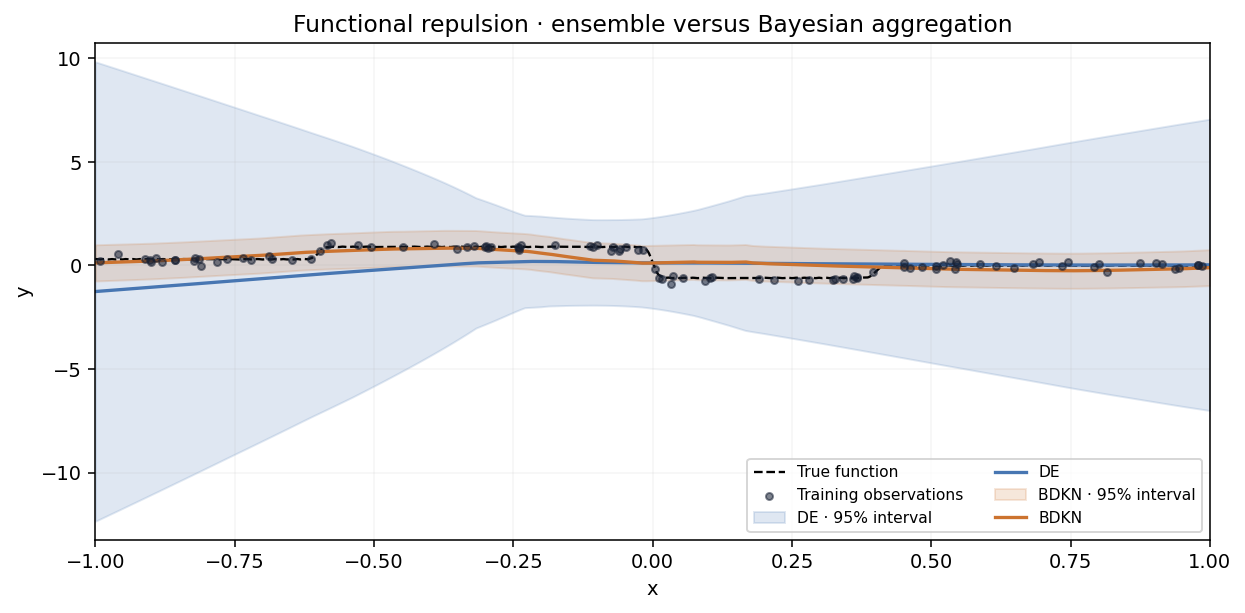 Functional repulsion · ensemble versus Bayesian aggregation
10
5
0
−5
−10
y
−1.00 −0.75 −0.50 −0.25 0.00 0.25 0.50 0.75 1.00
x
True function
Training observations
DE · 95% interval
DE
BDKN · 95% interval
BDKN